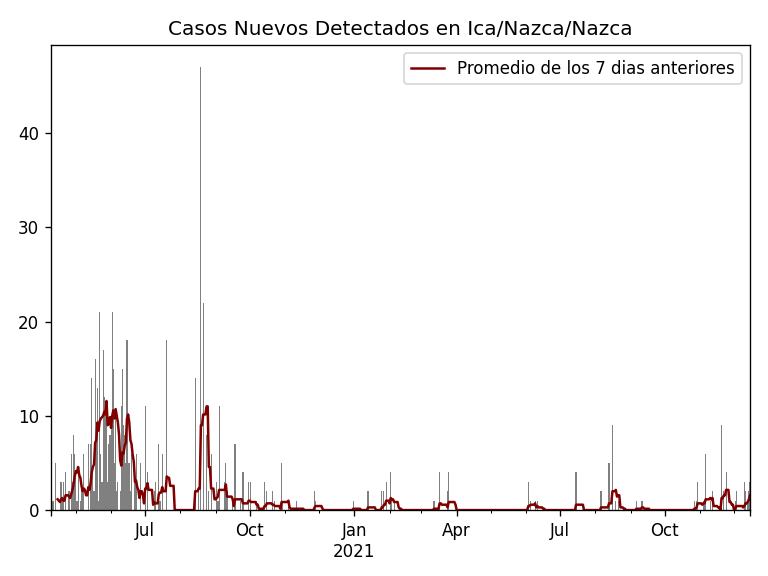 Casos Nuevos Detectados en Ica/Nazca/Nazca
Promedio de los 7 dias anteriores
40
30
20
10
0
Jul
Oct
Jan
2021
Apr
Jul
Oct